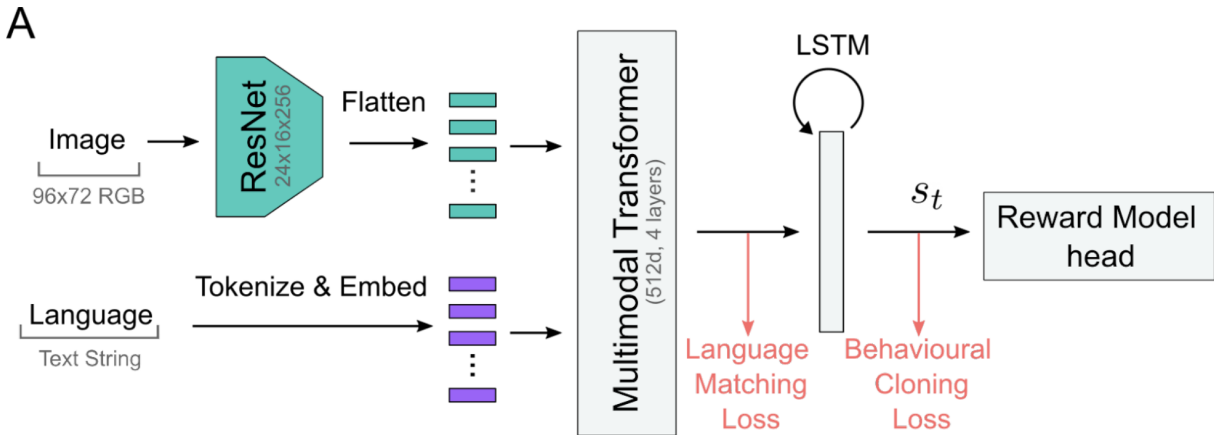 A
Image
96x72 RGB
ResNet
24x16x256
Flatten
Language
Text String
Tokenize & Embed
Multimodal Transformer
(512d, 4 layers)
LSTM
Language
Matching
Loss
s_t
Behavioural
Cloning
Loss
Reward Model
head